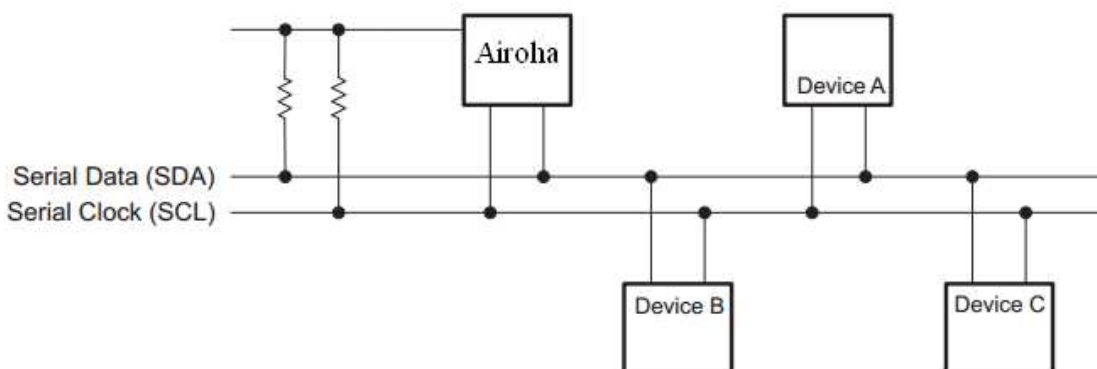 Airoha
Device A
Serial Data (SDA)
Serial Clock (SCL)
Device B
Device C